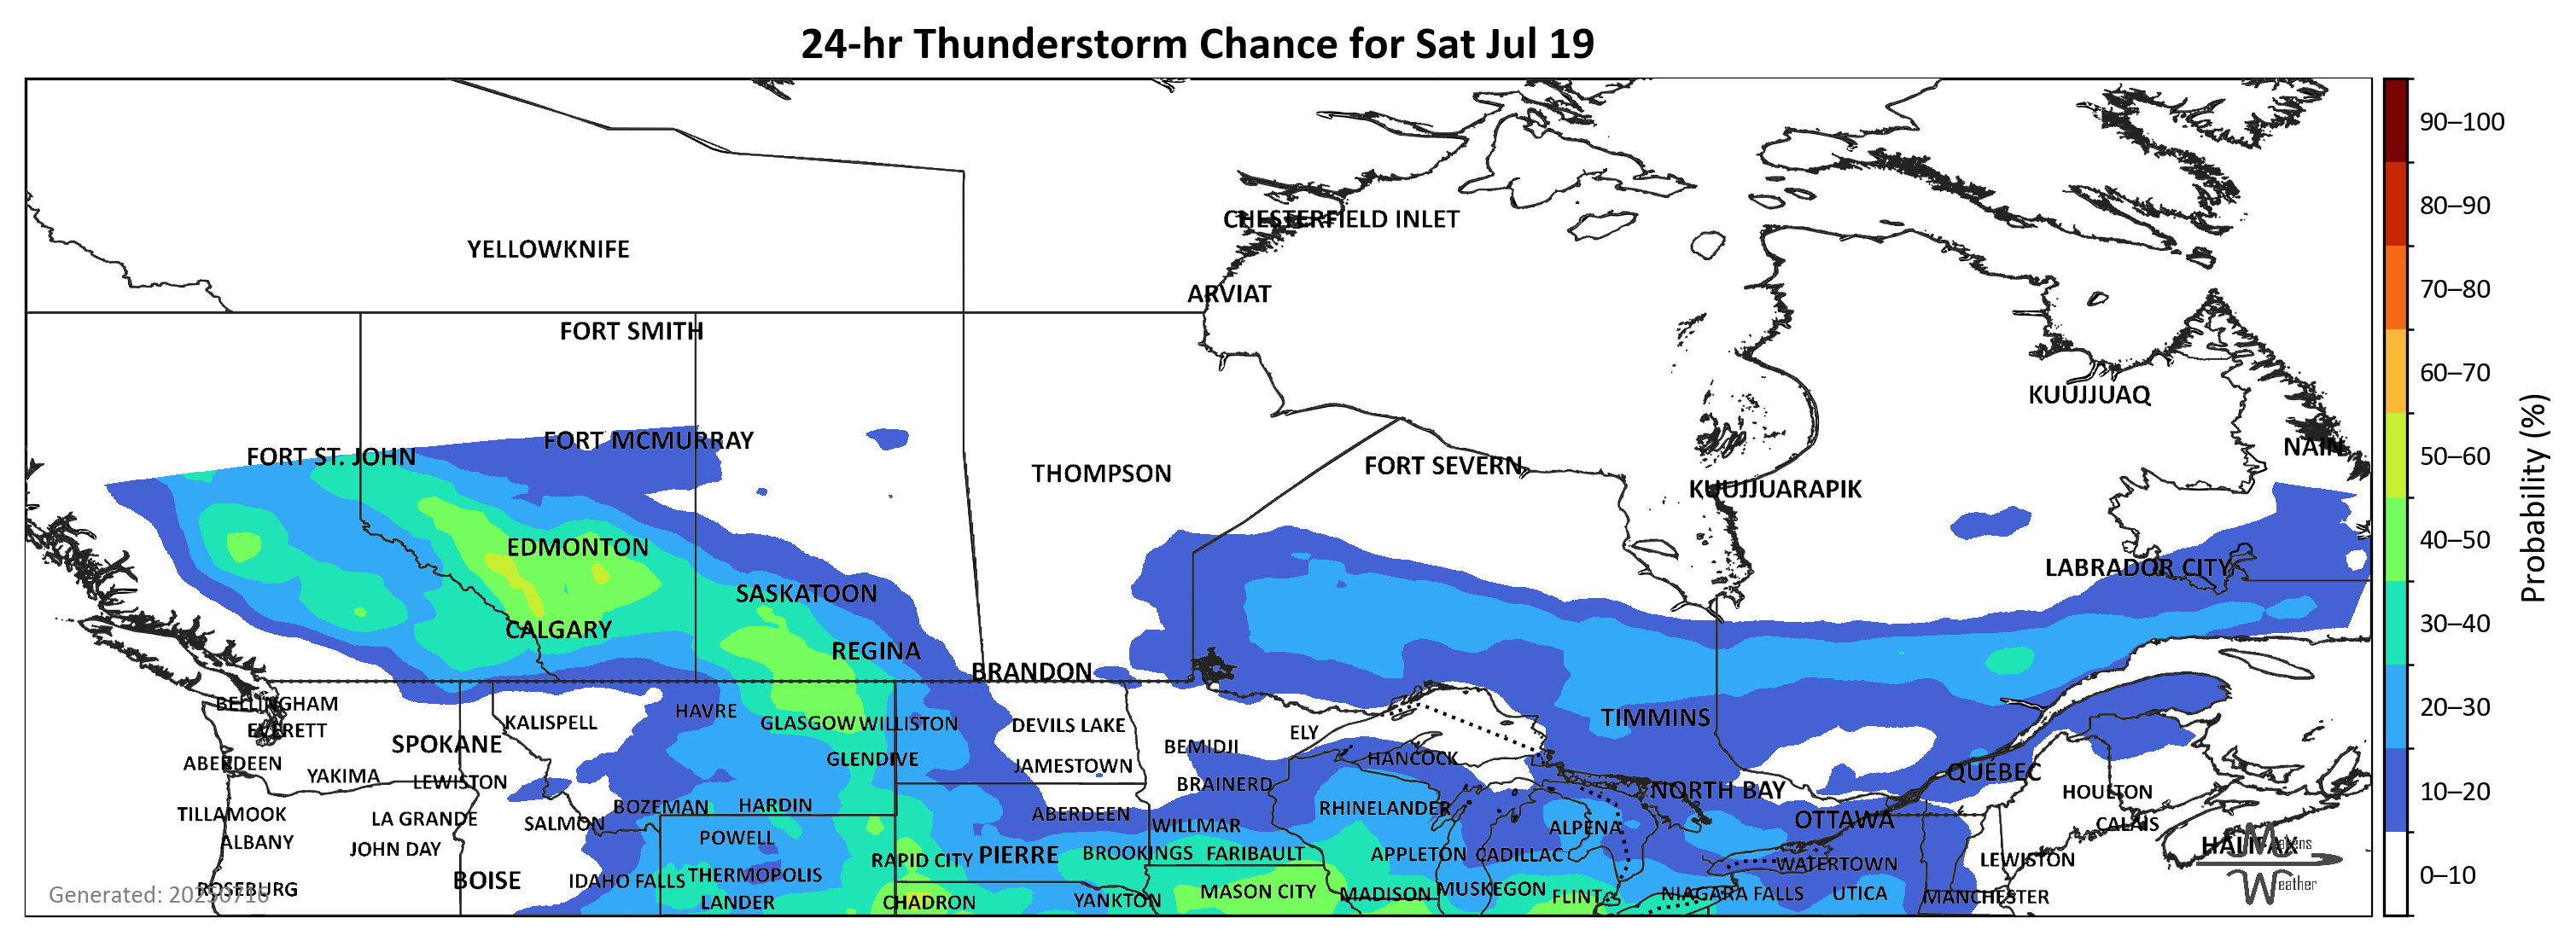 24-hr Thunderstorm Chance for Sat Jul 19
90–100
80–90
70–80
60–70
50–60
40–50
30–40
20–30
10–20
0–10
Probability (%)
CHESTERFIELD INLET
YELLOWKNIFE
ARVIAT
FORT SMITH
KUUJJUAQ
FORT MCMURRAY
NAIN
FORT ST. JOHN
FORT SEVERN
THOMPSON
KUUJJUARAPIK
EDMONTON
LABRADOR CITY
SASKATOON
CALGARY
REGINA
BRANDON
BELLINGHAM
HAVRE
TIMMINS
KALISPELL
GLASGOW
WILLISTON
DEVILS LAKE
EVERETT
ELY
SPOKANE
BEMIDJI
HANCOCK
GLENDIVE
ABERDEEN
JAMESTOWN
QUÉBEC
YAKIMA
LEWISTON
BRAINERD
NORTH BAY
HOULTON
BOZEMAN
HARDIN
RHINELANDER
TILLAMOOK
ABERDEEN
LA GRANDE
OTTAWA
SALMON
WILLMAR
CALAIS
ALPENA
POWELL
ALBANY
HALIFAX
JOHN DAY
BROOKINGS
FARIBAULT
APPLETON
CADILLAC
PIERRE
RAPID CITY
LEWISTON
WATERTOWN
THERMOPOLIS
BOISE
IDAHO FALLS
ROSEBURG
MUSKEGON
MASON CITY
MADISON
NIAGARA FALLS
UTICA
FLINT
MANCHESTER
YANKTON
LANDER
CHADRON
Generated: 20250716
Weather